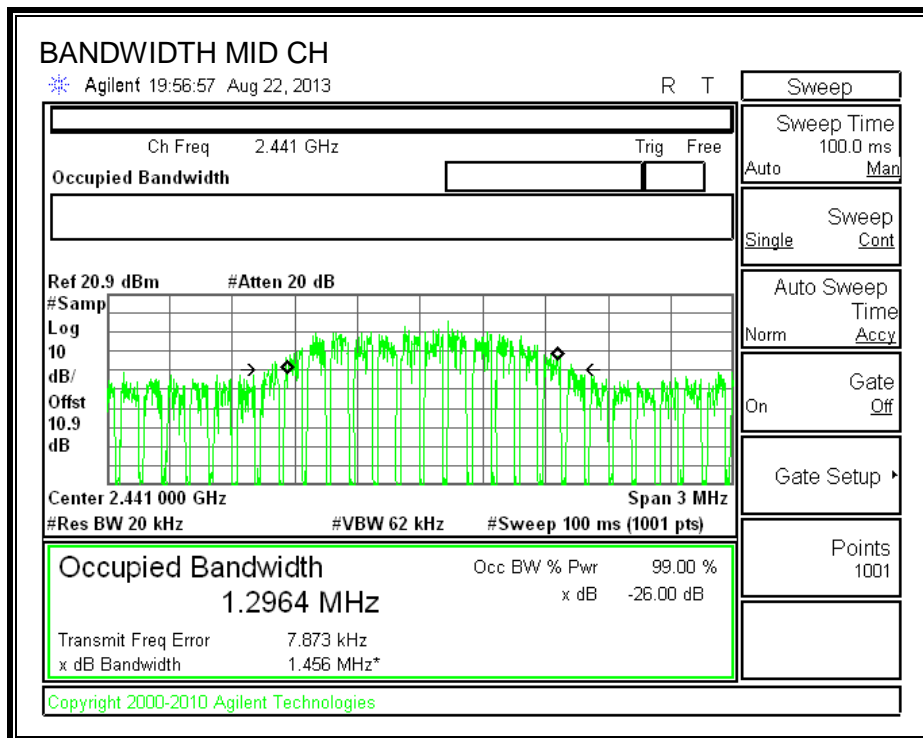 BANDWIDTH MID CH
Agilent 19:56:57 Aug 22, 2013 R T
Ch Freq 2.441 GHz Trig Free
Occupied Bandwidth
Ref 20.9 dBm #Atten 20 dB
#Samp
Log
10
dB/
Offst
10.9
dB
Center 2.441 000 GHz Span 3 MHz
#Res BW 20 kHz #VBW 62 kHz #Sweep 100 ms (1001 pts)
Occupied Bandwidth Occ BW % Pwr 99.00 %
1.2964 MHz x dB -26.00 dB
Transmit Freq Error 7.873 kHz
x dB Bandwidth 1.456 MHz*
Copyright 2000-2010 Agilent Technologies
Sweep
Sweep Time
100.0 ms
Auto Man
Sweep
Single Cont
Auto Sweep
Time
Norm Accy
Gate
On Off
Gate Setup
Points
1001